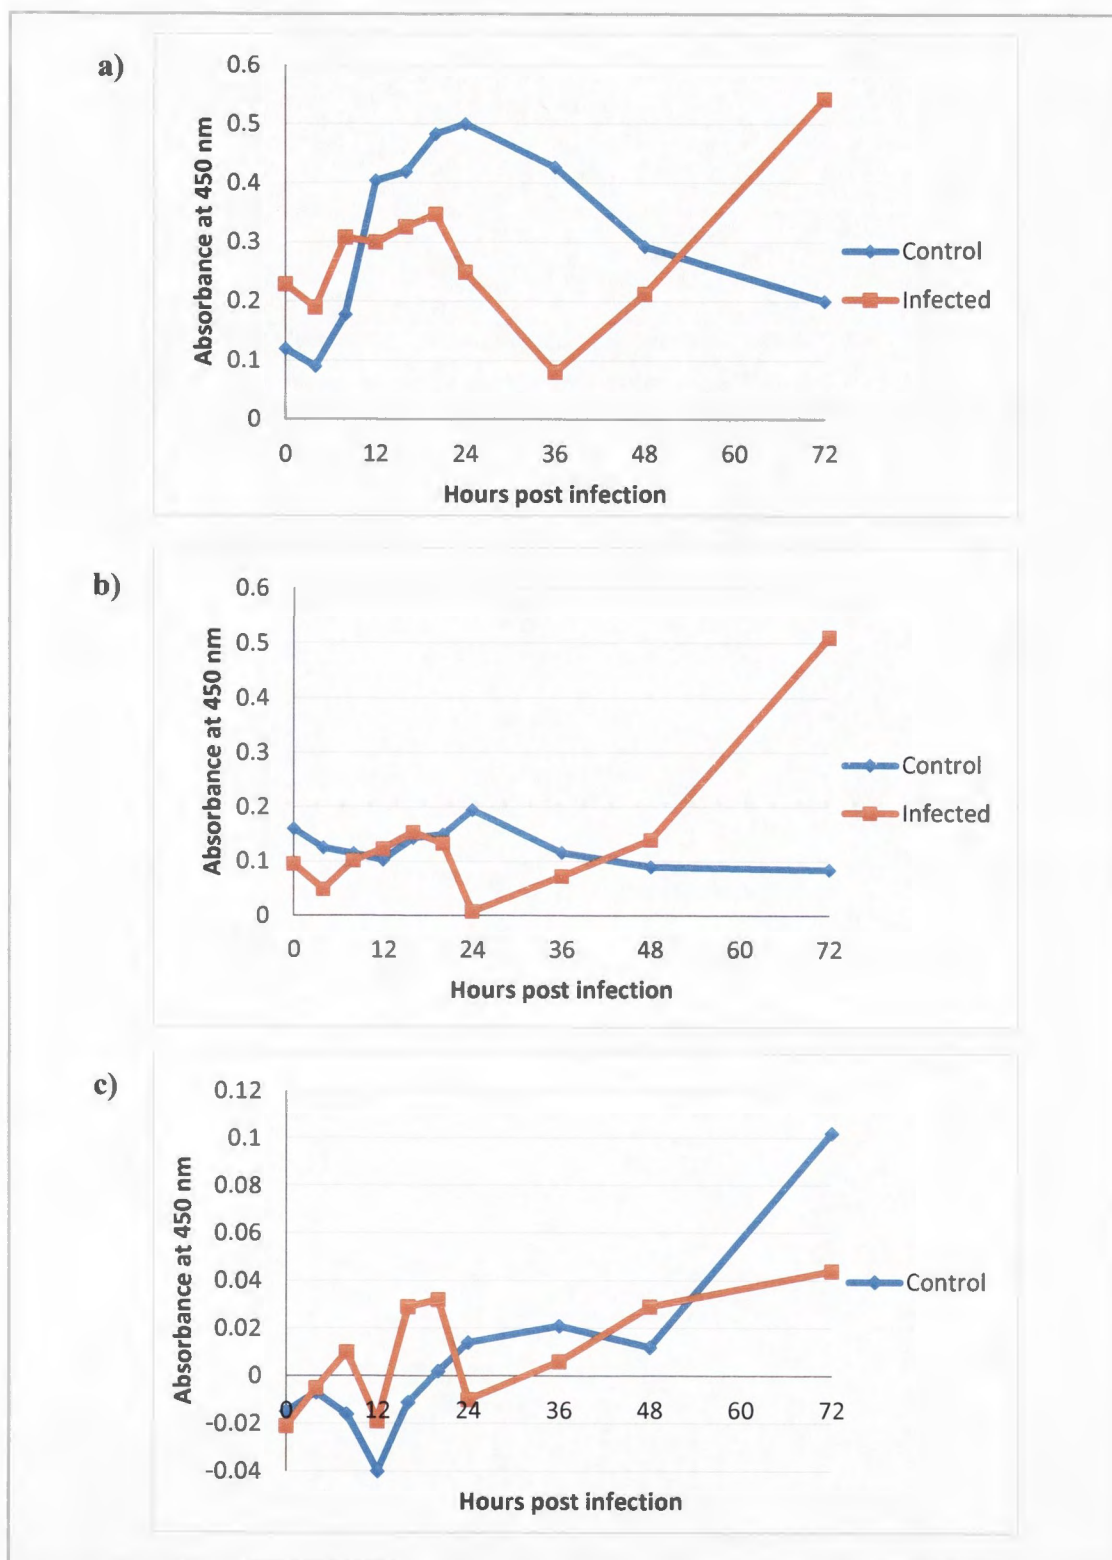 a)
0.6
0.5
0.4
0.3
0.2
0.1
0
Absorbance at 450 nm
0 12 24 36 48 60 72
Hours post infection
Control
Infected
b)
0.6
0.5
0.4
0.3
0.2
0.1
0
Absorbance at 450 nm
0 12 24 36 48 60 72
Hours post infection
Control
Infected
c)
0.12
0.1
0.08
0.06
0.04
0.02
0
-0.02
-0.04
Absorbance at 450 nm
0 12 24 36 48 60 72
Hours post infection
Control